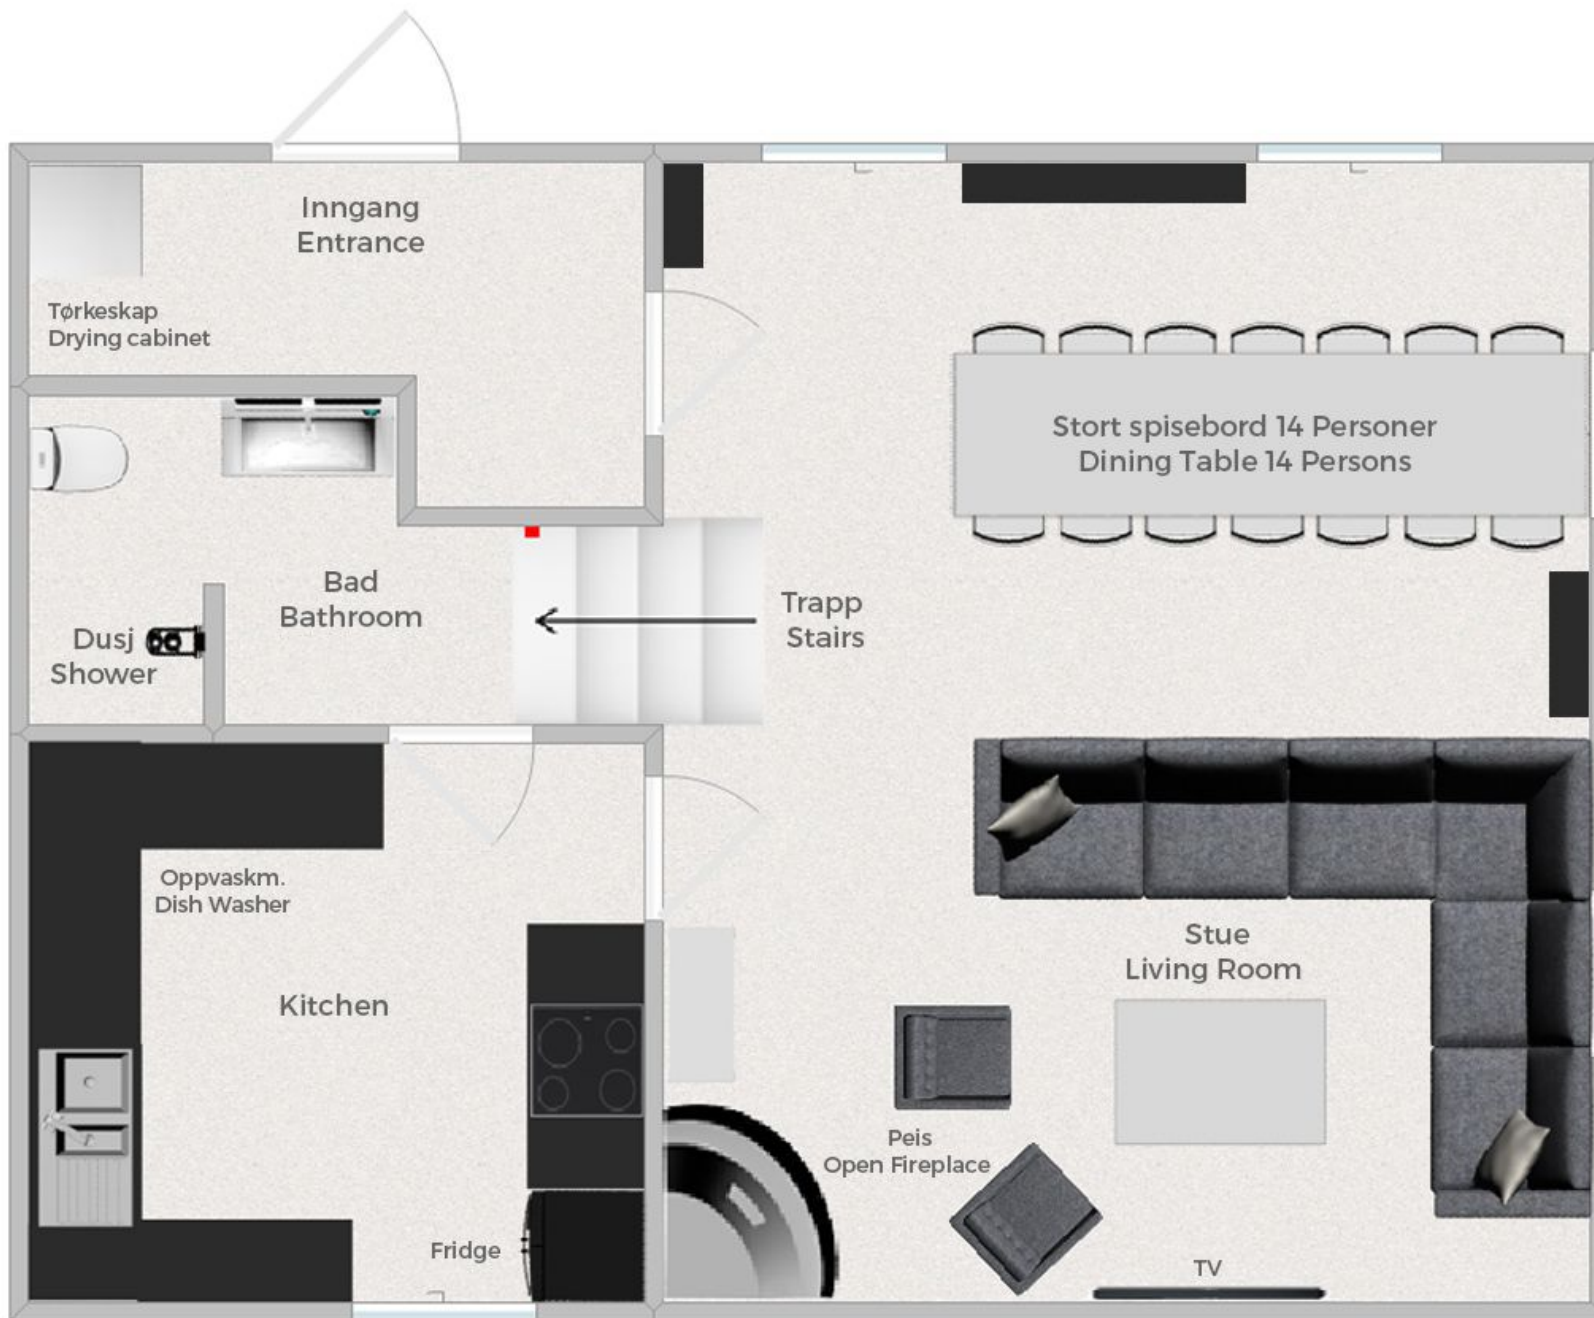 Inngang
Entrance
Tørkeskap
Drying cabinet
Stort spisebord 14 Personer
Dining Table 14 Persons
Bad
Bathroom
Trapp
Stairs
Dusj
Shower
Oppvaskm.
Dish Washer
Stue
Living Room
Kitchen
Peis
Open Fireplace
Fridge
TV